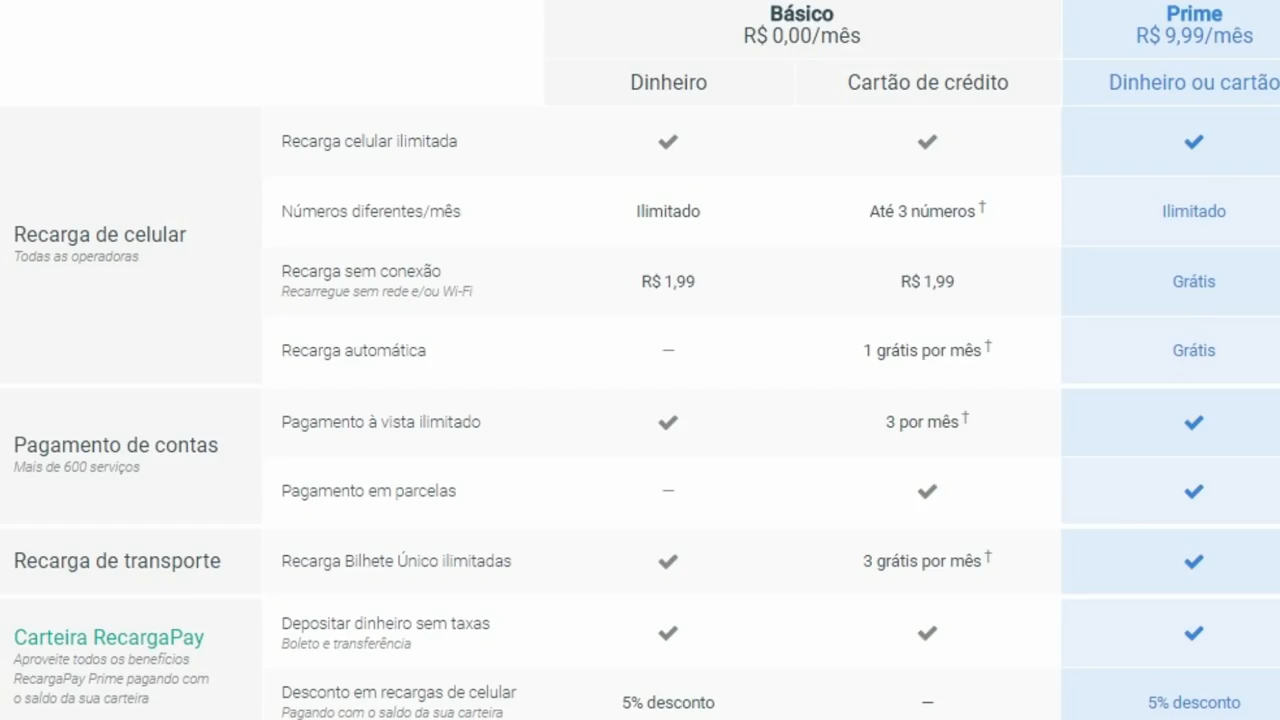 Básico
R$ 0,00/mês
Prime
R$ 9,99/mês
Dinheiro
Cartão de crédito
Dinheiro ou cartão
Recarga de celular
Todas as operadoras
Recarga celular ilimitada
✔
✔
✔
Números diferentes/mês
Ilimitado
Até 3 números †
Ilimitado
Recarga sem conexão
Recarregue sem rede e/ou Wi-Fi
R$ 1,99
R$ 1,99
Grátis
Recarga automática
—
1 grátis por mês †
Grátis
Pagamento de contas
Mais de 600 serviços
Pagamento à vista ilimitado
✔
3 por mês †
✔
Pagamento em parcelas
—
✔
✔
Recarga de transporte
Recarga Bilhete Único ilimitadas
✔
3 grátis por mês †
✔
Carteira RecargaPay
Aproveite todos os benefícios
RecargaPay Prime pagando com
o saldo da sua carteira
Depositar dinheiro sem taxas
Boleto e transferência
✔
✔
✔
Desconto em recargas de celular
Pagando com o saldo da sua carteira
5% desconto
—
5% desconto